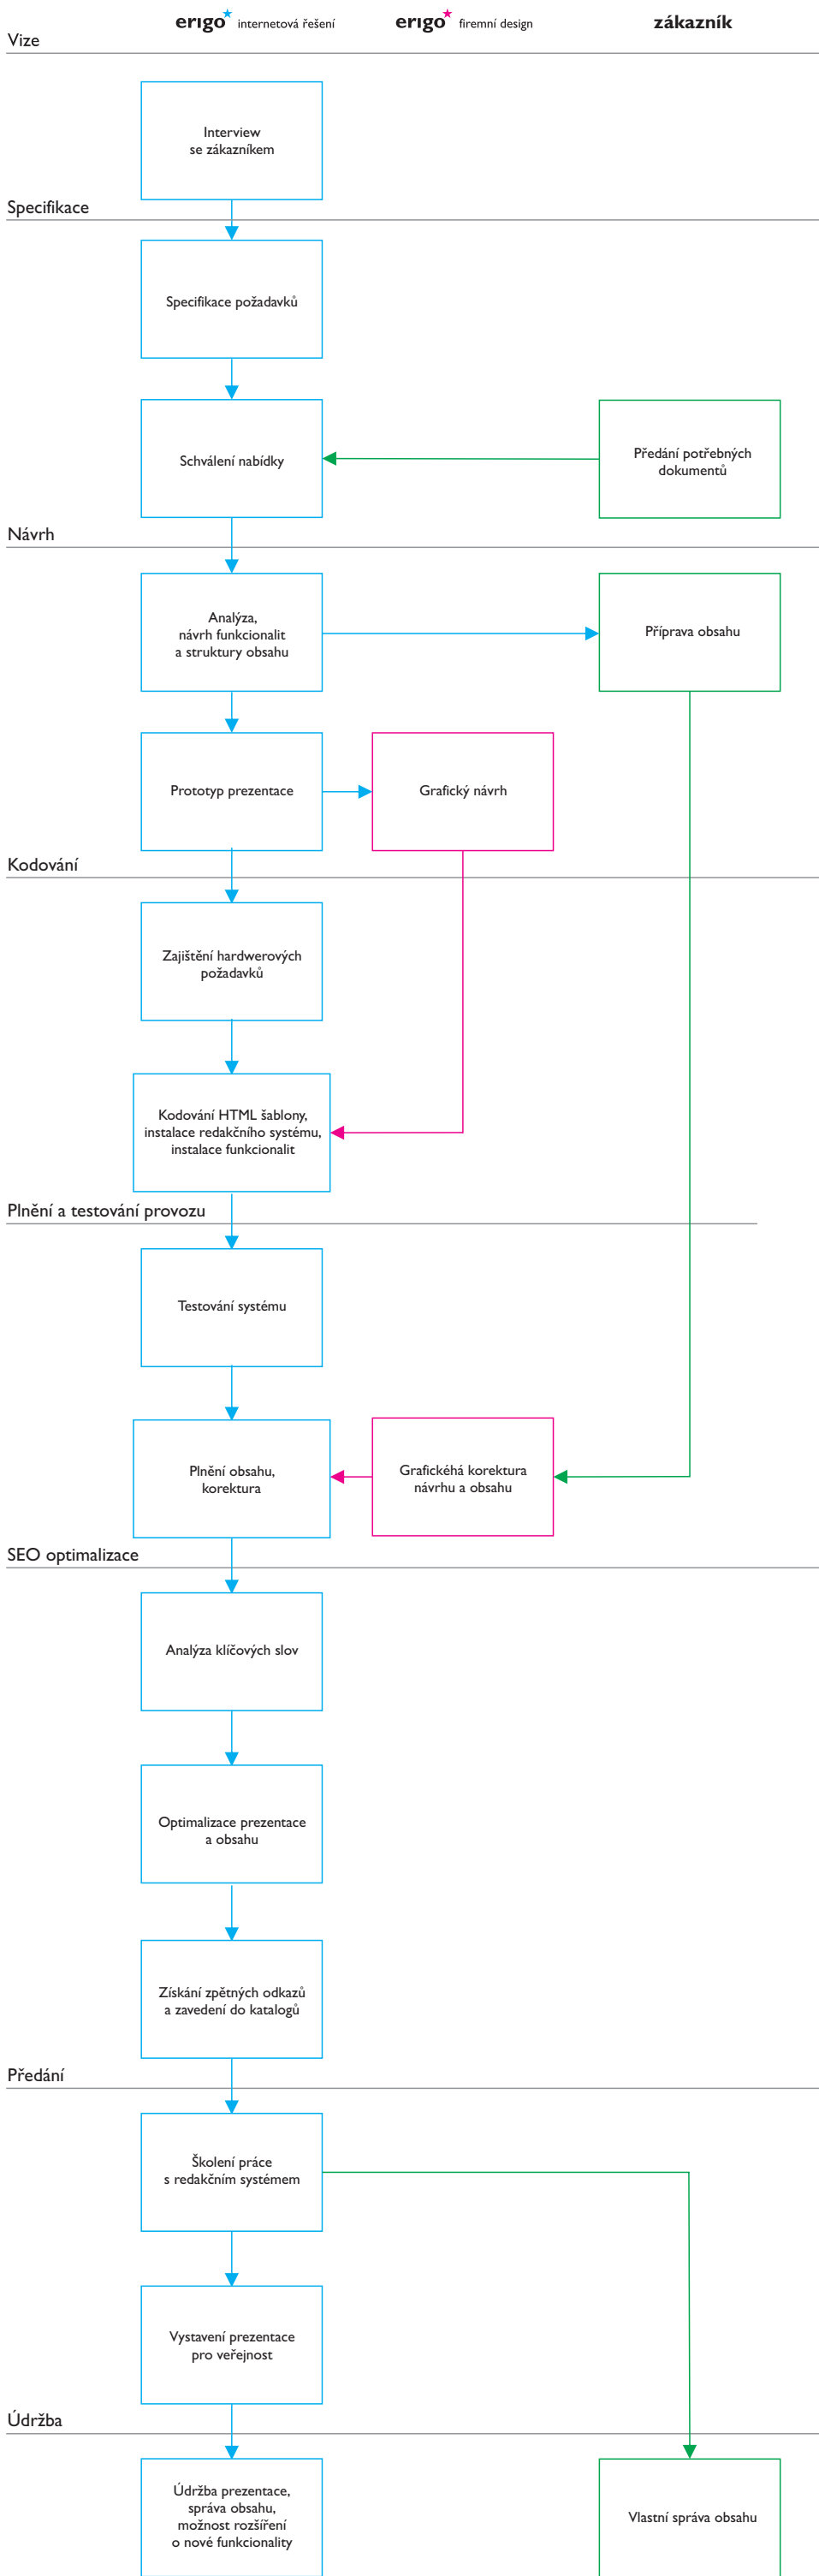 erigo internetová řešení
erigo firemní design
zákazník
Vize
Interview
se zákazníkem
Specifikace
Specifikace požadavků
Schválení nabídky
Předání potřebných
dokumentů
Návrh
Analýza,
návrh funkcionalit
a struktury obsahu
Příprava obsahu
Prototyp prezentace
Grafický návrh
Kodování
Zajištění hardwerových
požadavků
Kodování HTML šablony,
instalace redakčního systému,
instalace funkcionalit
Plnění a testování provozu
Testování systému
Plnění obsahu,
korektura
Grafickéhá korektura
návrhu a obsahu
SEO optimalizace
Analýza klíčových slov
Optimalizace prezentace
a obsahu
Získání zpětných odkazů
a zavedení do katalogů
Předání
Školení práce
s redakčním systémem
Vystavení prezentace
pro veřejnost
Údržba
Údržba prezentace,
správa obsahu,
možnost rozšíření
o nové funkcionality
Vlastní správa obsahu